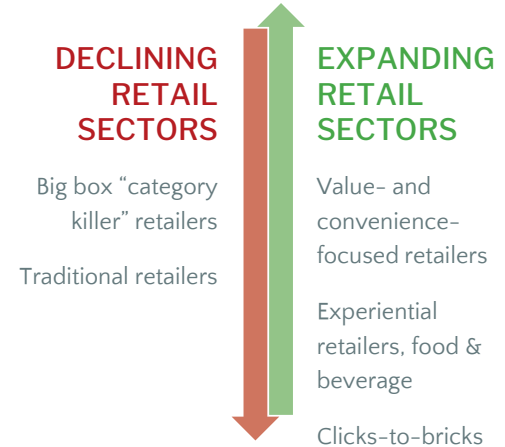 DECLINING
RETAIL
SECTORS
Big box “category
killer” retailers
Traditional retailers
EXPANDING
RETAIL
SECTORS
Value- and
convenience-
focused retailers
Experiential
retailers, food &
beverage
Clicks-to-bricks